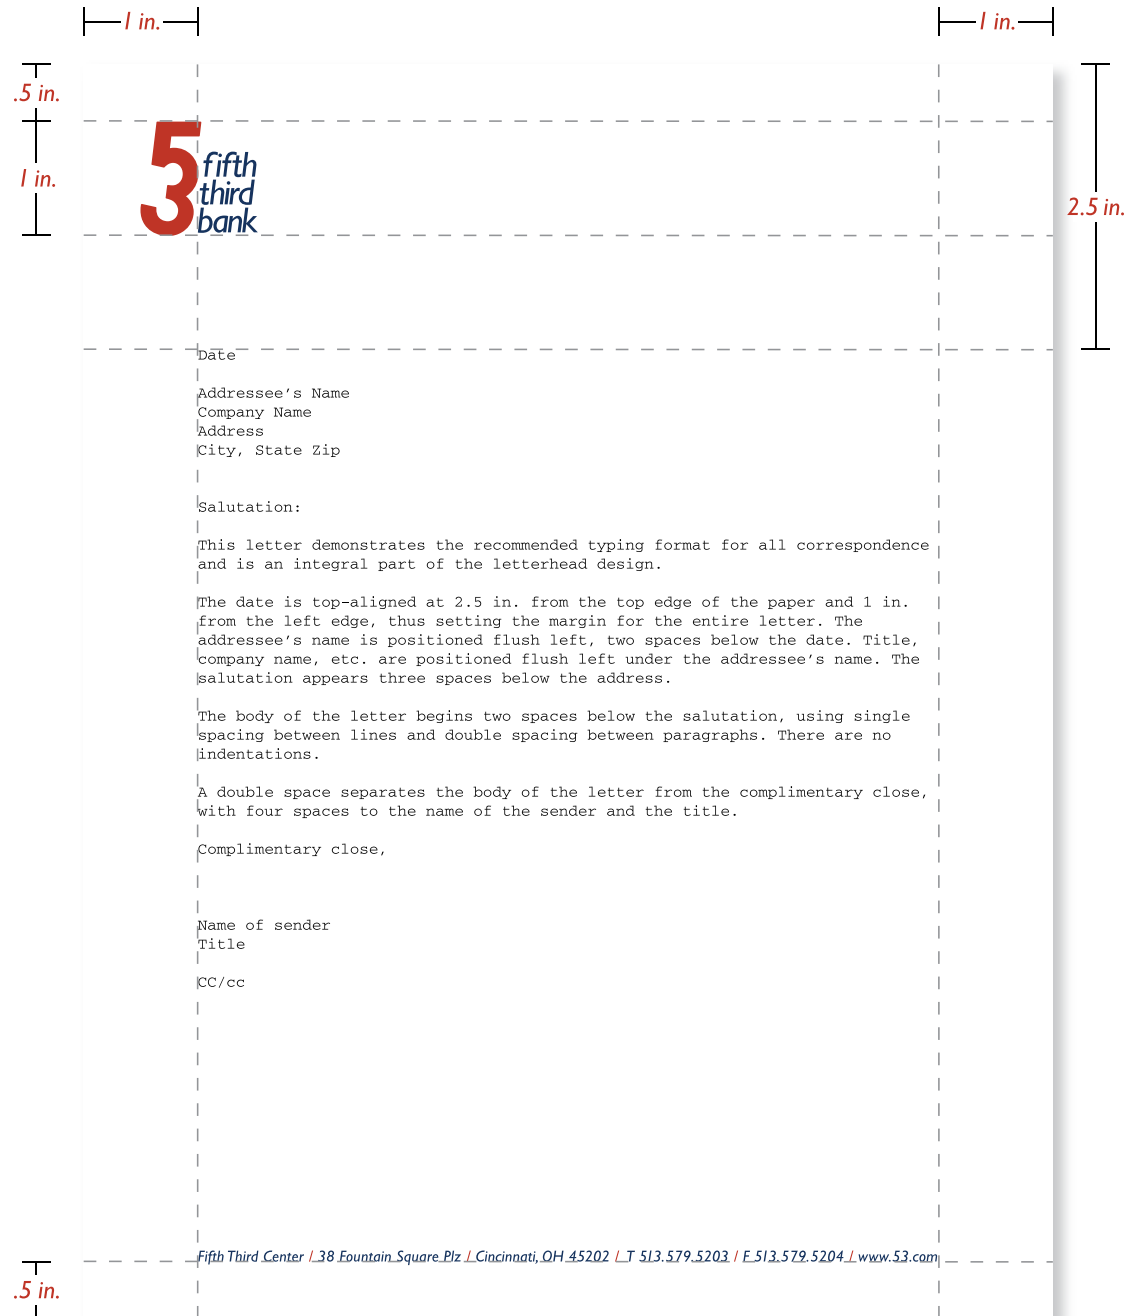 1 in.
1 in.
.5 in.
1 in.
2.5 in.
5
3
fifth
third
bank
Date
Addressee’s Name
Company Name
Address
City, State Zip
Salutation:
This letter demonstrates the recommended typing format for all correspondence
and is an integral part of the letterhead design.
The date is top-aligned at 2.5 in. from the top edge of the paper and 1 in.
from the left edge, thus setting the margin for the entire letter. The
addressee’s name is positioned flush left, two spaces below the date. Title,
company name, etc. are positioned flush left under the addressee’s name. The
salutation appears three spaces below the address.
The body of the letter begins two spaces below the salutation, using single
spacing between lines and double spacing between paragraphs. There are no
indentations.
A double space separates the body of the letter from the complimentary close,
with four spaces to the name of the sender and the title.
Complimentary close,
Name of sender
Title
CC/cc
Fifth Third Center / 38 Fountain Square Plz / Cincinnati, OH 45202 / T 513.579.5203 / F 513.579.5204 / www.53.com
.5 in.